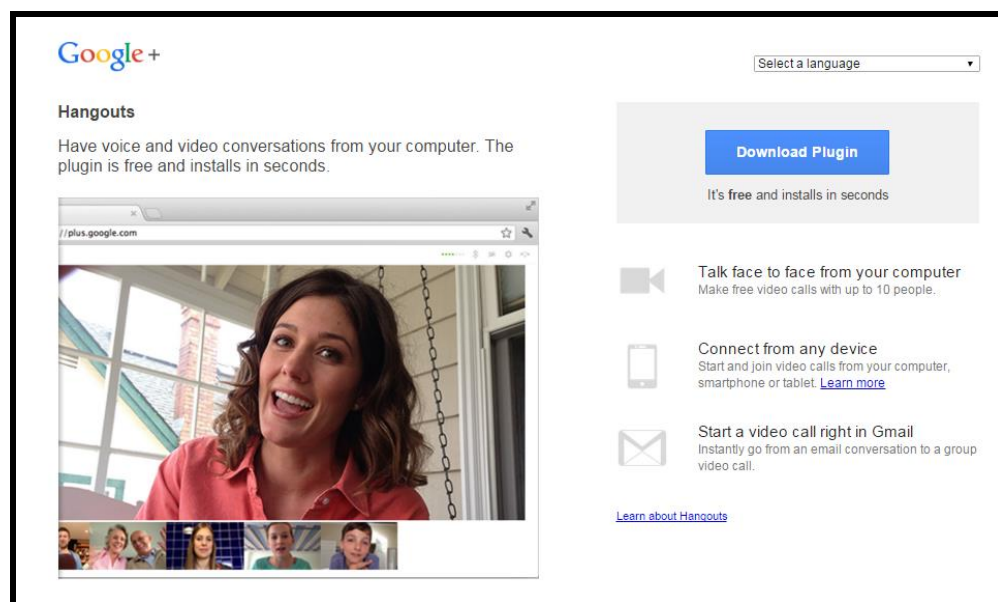 Google+
Select a language
Hangouts
Have voice and video conversations from your computer. The
plugin is free and installs in seconds.
//plus.google.com
Download Plugin
It's free and installs in seconds
Talk face to face from your computer
Make free video calls with up to 10 people.
Connect from any device
Start and join video calls from your computer,
smartphone or tablet. Learn more
Start a video call right in Gmail
Instantly go from an email conversation to a group
video call.
Learn about Hangouts